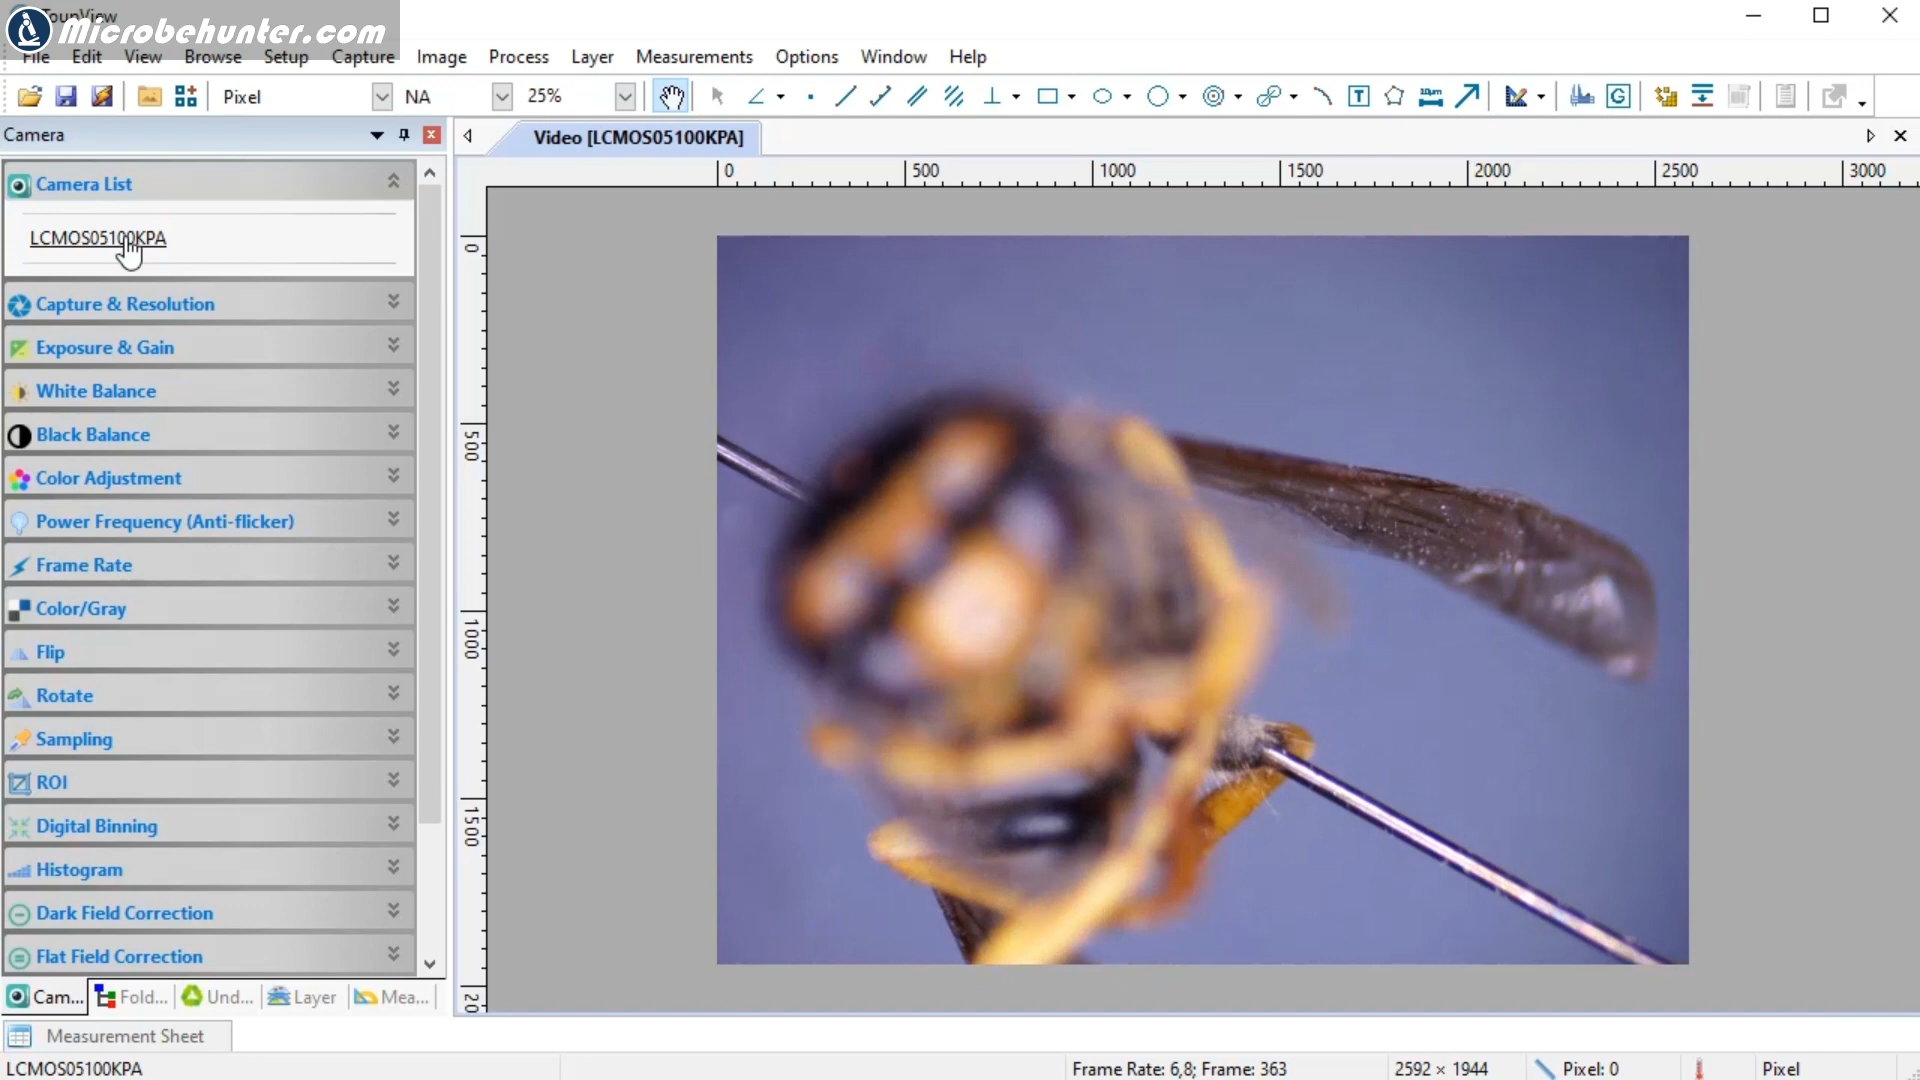 ToupView
Microbehunter.com
File Edit View Browse Setup Capture Image Process Layer Measurements Options Window Help
Pixel NA 25% T 10μm G
Camera
Video [LCMOS05100KPA]
Camera List
LCMOS05100KPA
Capture & Resolution
Exposure & Gain
White Balance
Black Balance
Color Adjustment
Power Frequency (Anti-flicker)
Frame Rate
Color/Gray
Flip
Rotate
Sampling
ROI
Digital Binning
Histogram
Dark Field Correction
Flat Field Correction
0 500 1000 1500 2000 2500 3000
0
500
1000
1500
20
Cam... Fold... Und... Layer Mea...
Measurement Sheet
LCMOS05100KPA Frame Rate: 6,8; Frame: 363 2592 × 1944 Pixel: 0 Pixel